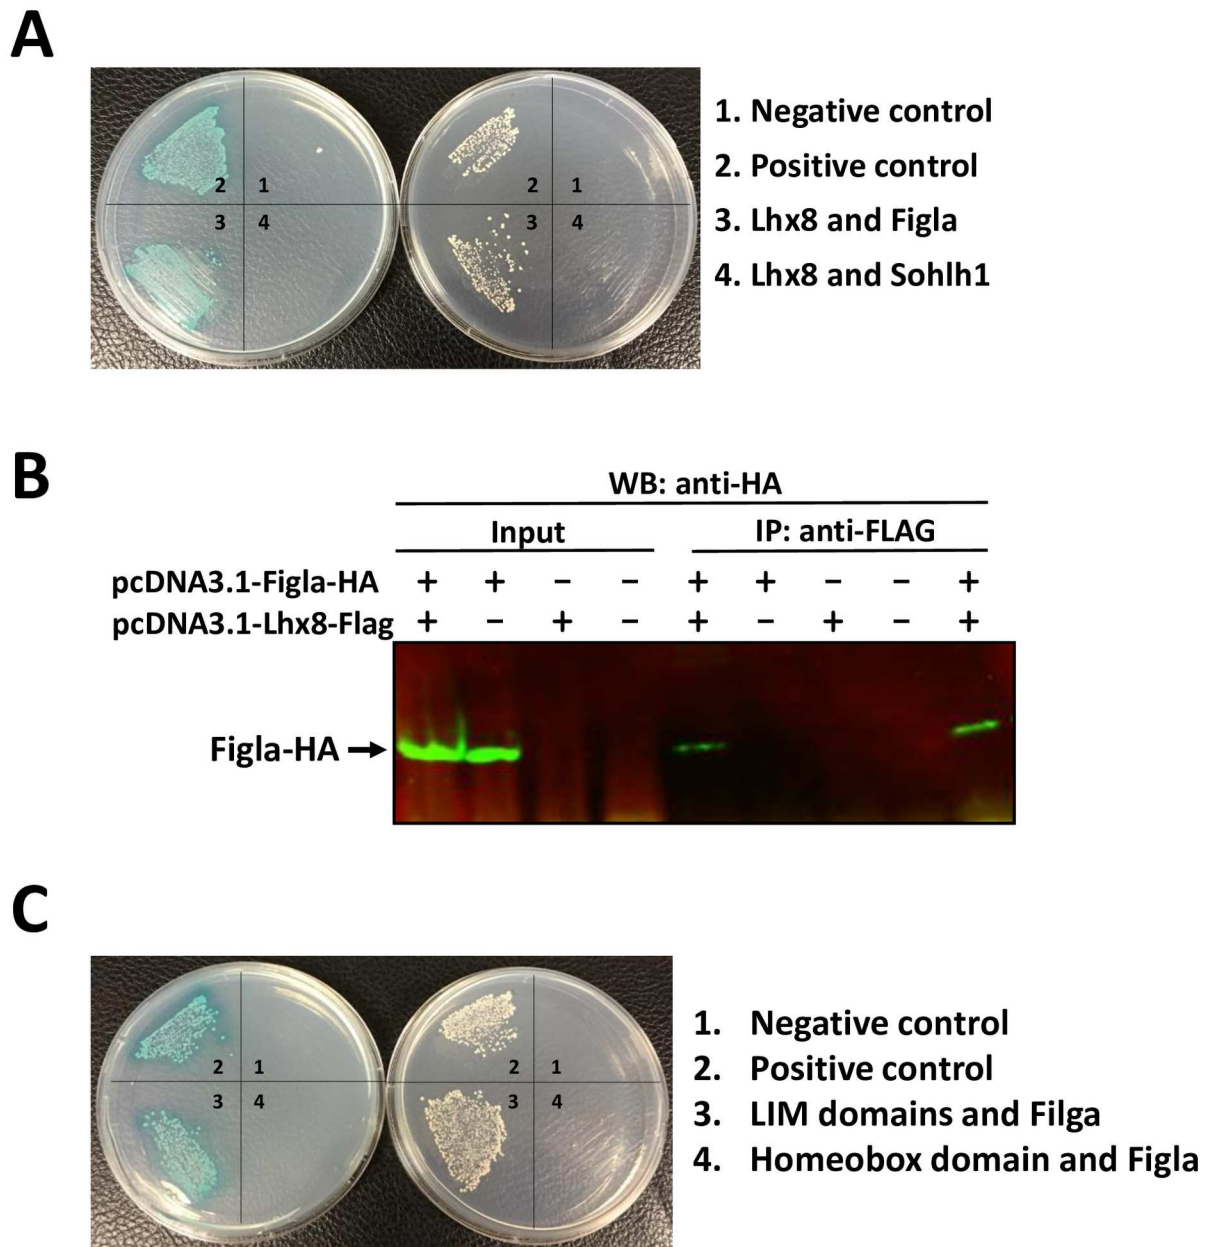 A
2 1
3 4
2 1
3 4
1. Negative control
2. Positive control
3. Lhx8 and Figla
4. Lhx8 and Sohlh1
B
WB: anti-HA
Input IP: anti-FLAG
pcDNA3.1-Figla-HA + + − − + + − − +
pcDNA3.1-Lhx8-Flag + − + − + − + − +
Figla-HA
C
2 1
3 4
2 1
3 4
1. Negative control
2. Positive control
3. LIM domains and Filga
4. Homeobox domain and Figla